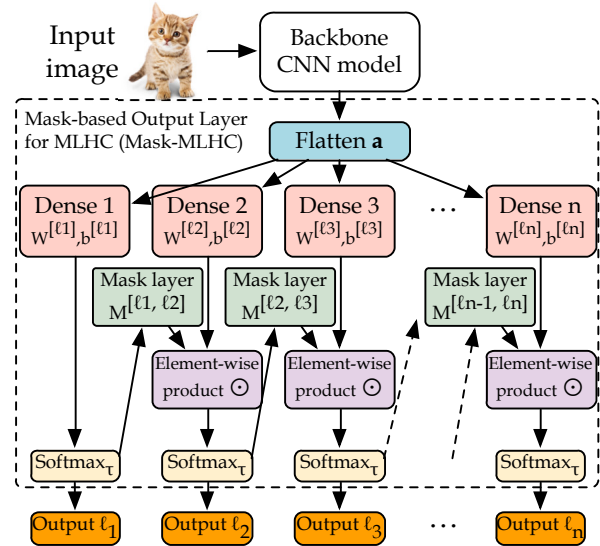 Input
image
Backbone
CNN model
Mask-based Output Layer
for MLHC (Mask-MLHC)
Flatten a
Dense 1
W[ℓ1],b[ℓ1]
Dense 2
W[ℓ2],b[ℓ2]
Dense 3
W[ℓ3],b[ℓ3]
...
Dense n
W[ℓn],b[ℓn]
Mask layer
M[ℓ1, ℓ2]
Mask layer
M[ℓ2, ℓ3]
Mask layer
M[ℓn-1, ℓn]
Element-wise
product ⊙
Element-wise
product ⊙
Element-wise
product ⊙
Softmaxτ
Softmaxτ
Softmaxτ
Softmaxτ
Output ℓ1
Output ℓ2
Output ℓ3
...
Output ℓn